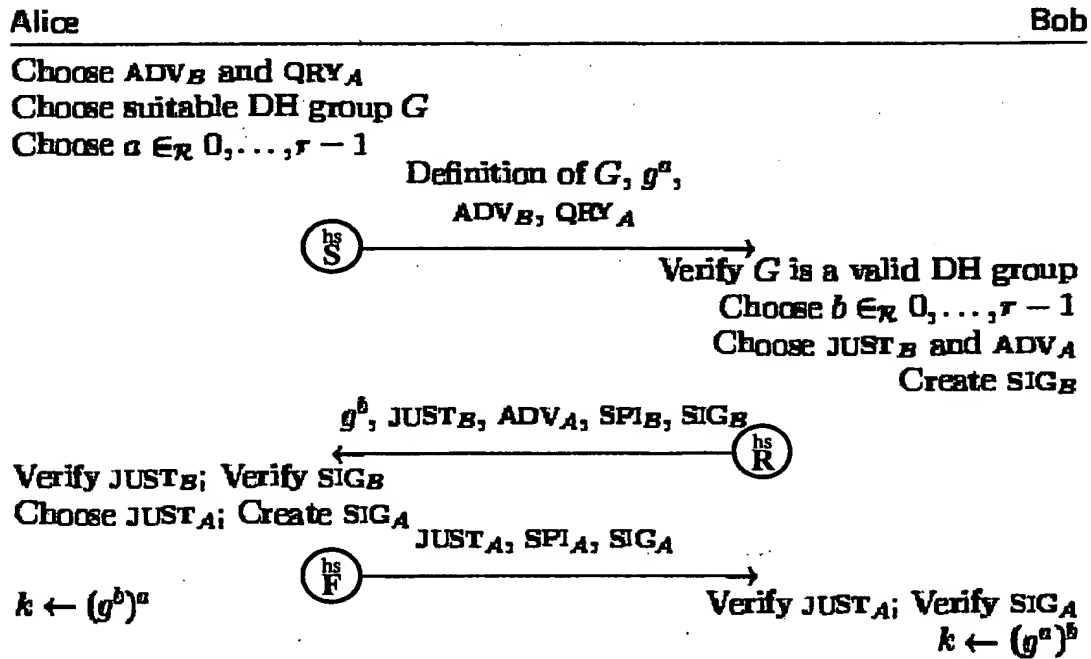 Alice Bob
Choose ADV_B and QRY_A
Choose suitable DH group G
Choose a ∈_R 0,...,r − 1
Definition of G, g^a,
ADV_B, QRY_A
hs
S
Verify G is a valid DH group
Choose b ∈_R 0,...,r − 1
Choose JUST_B and ADV_A
Create SIG_B
g^b, JUST_B, ADV_A, SPI_B, SIG_B
hs
R
Verify JUST_B; Verify SIG_B
Choose JUST_A; Create SIG_A
JUST_A, SPI_A, SIG_A
hs
F
k ← (g^b)^a
Verify JUST_A; Verify SIG_A
k ← (g^a)^b